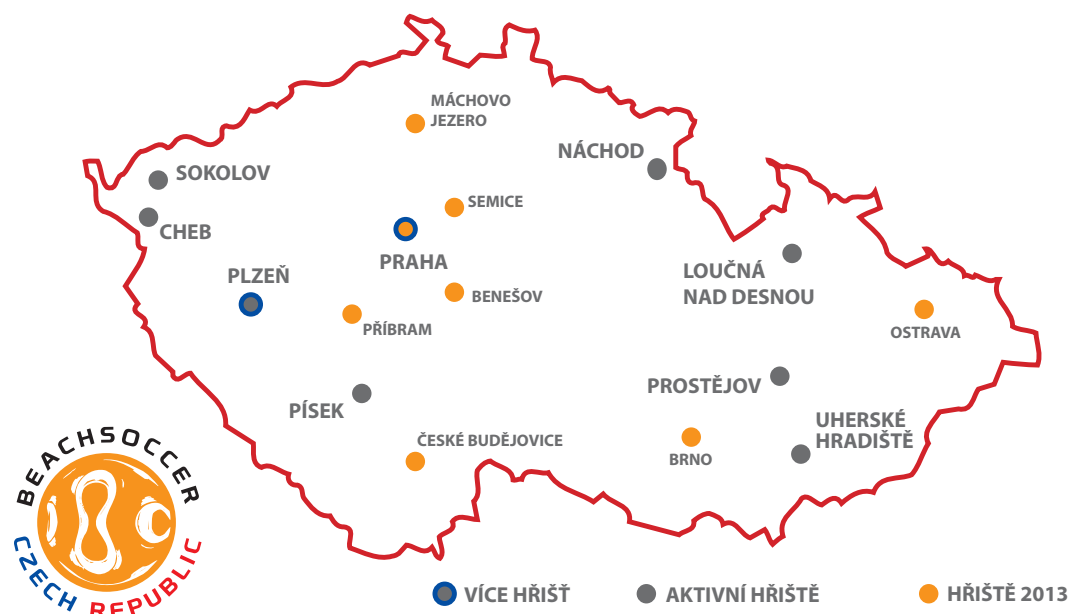 MÁCHOVO
JEZERO
NÁCHOD
SOKOLOV
SEMICE
CHEB
PRAHA
PLZEŇ
LOUČNÁ
NAD DESNOU
BENEŠOV
PŘÍBRAM
OSTRAVA
PROSTĚJOV
PÍSEK
UHERSKÉ
HRADIŠTĚ
ČESKÉ BUDĚJOVICE
BRNO
BEACHSOCCER
CZECH REPUBLIC
VÍCE HŘIŠŤ
AKTIVNÍ HŘIŠTĚ
HŘIŠTĚ 2013